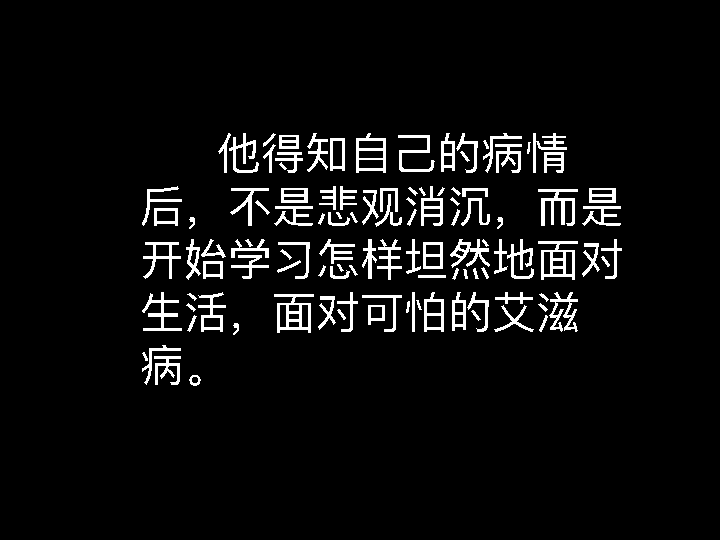 他得知自己的病情
后，不是悲观消沉，而是
开始学习怎样坦然地面对
生活，面对可怕的艾滋
病。